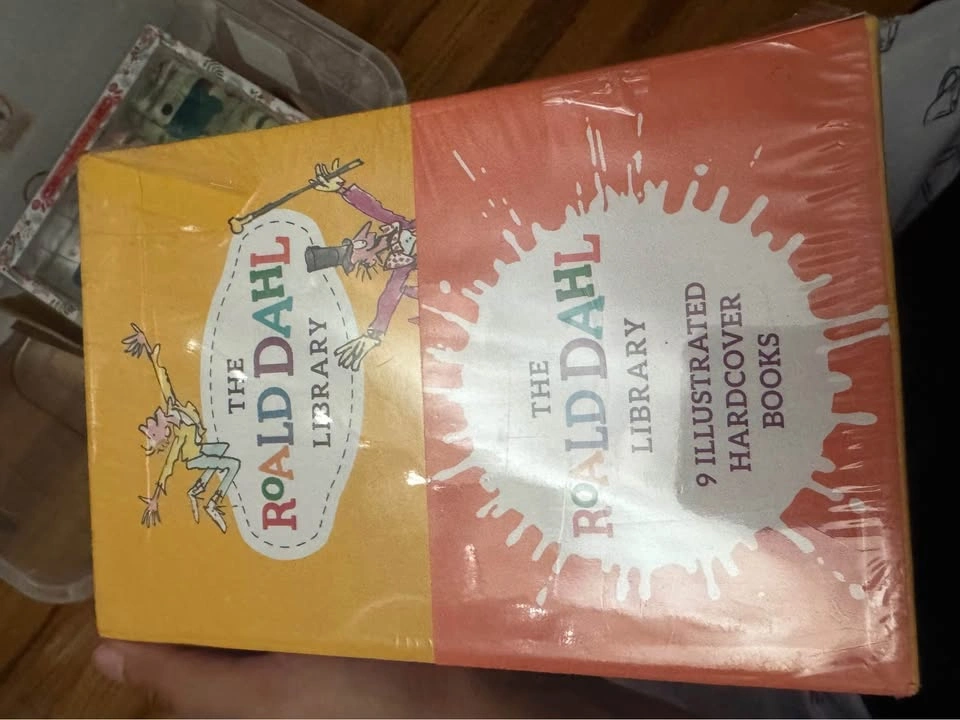 THE
ROALD DAHL
LIBRARY
THE
ROALD DAHL
LIBRARY
9 ILLUSTRATED
HARDCOVER
BOOKS